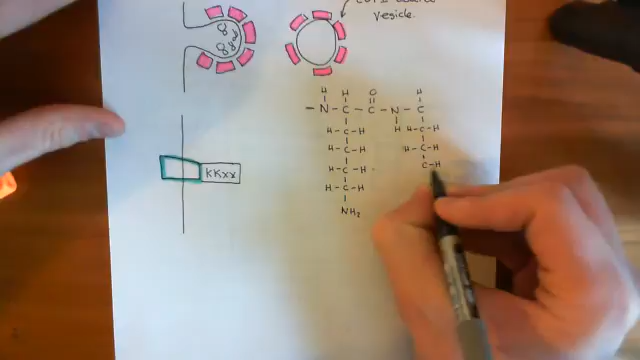 vesicle.
KKXX
H H O H
– N – C – C – N – C
H – C – H H H – C – H
H – C – H H – C – H
H – C – H C – H
H – C – H
NH₂